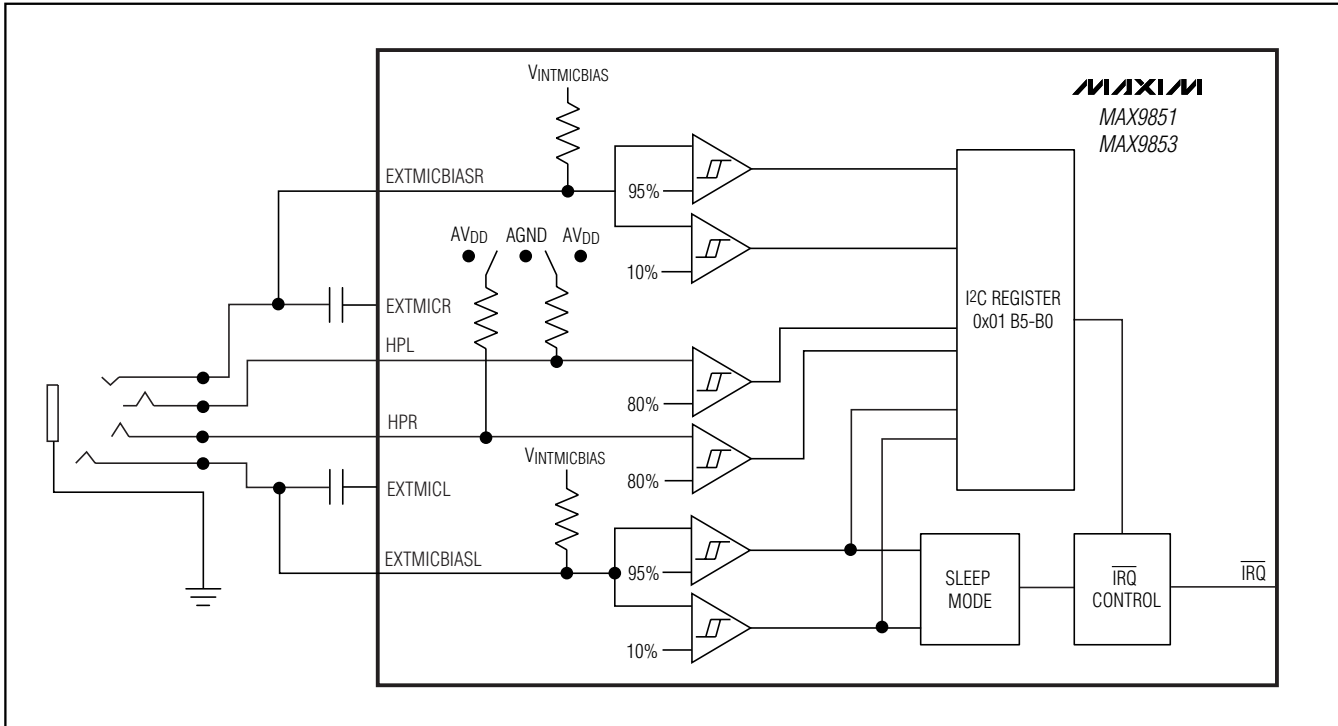 VINTMICBIAS
MAXIM
MAX9851
MAX9853
EXTMICBIASR
95%
AVDD AGND AVDD
10%
I²C REGISTER
0x01 B5-B0
EXTMICR
HPL
80%
HPR
VINTMICBIAS
80%
EXTMICL
EXTMICBIASL
95%
SLEEP
MODE
IRQ
CONTROL
IRQ
10%